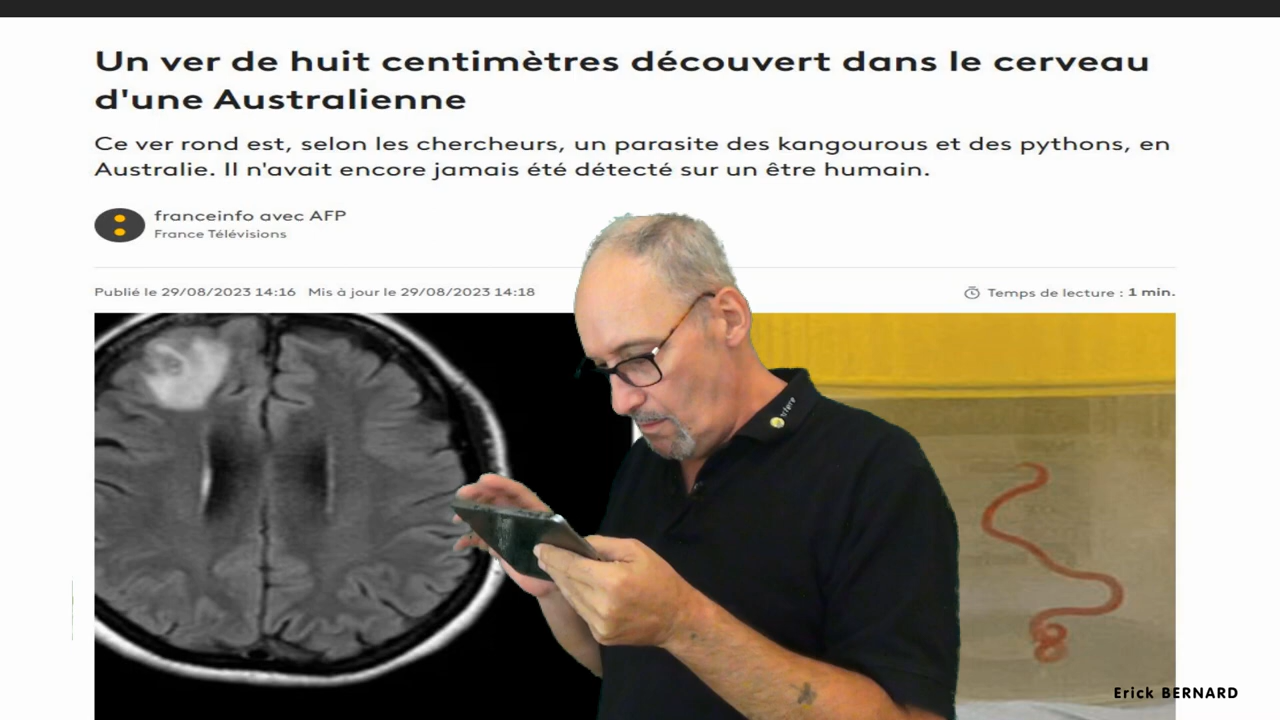 Un ver de huit centimètres découvert dans le cerveau
d'une Australienne
Ce ver rond est, selon les chercheurs, un parasite des kangourous et des pythons, en
Australie. Il n'avait encore jamais été détecté sur un être humain.
franceinfo avec AFP
France Télévisions
Publié le 29/08/2023 14:16 Mis à jour le 29/08/2023 14:18
Temps de lecture : 1 min.
Erick BERNARD